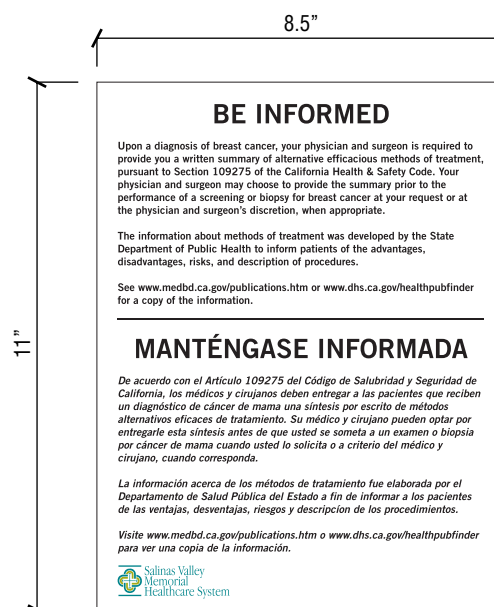 8.5”
11”
BE INFORMED
Upon a diagnosis of breast cancer, your physician and surgeon is required to
provide you a written summary of alternative efficacious methods of treatment,
pursuant to Section 109275 of the California Health & Safety Code. Your
physician and surgeon may choose to provide the summary prior to the
performance of a screening or biopsy for breast cancer at your request or at
the physician and surgeon’s discretion, when appropriate.
The information about methods of treatment was developed by the State
Department of Public Health to inform patients of the advantages,
disadvantages, risks, and description of procedures.
See www.medbd.ca.gov/publications.htm or www.dhs.ca.gov/healthpubfinder
for a copy of the information.
MANTÉNGASE INFORMADA
De acuerdo con el Artículo 109275 del Código de Salubridad y Seguridad de
California, los médicos y cirujanos deben entregar a las pacientes que reciben
un diagnóstico de cáncer de mama una síntesis por escrito de métodos
alternativos eficaces de tratamiento. Su médico y cirujano pueden optar por
entregarle esta síntesis antes de que usted se someta a un examen o biopsia
por cáncer de mama cuando usted lo solicita o a criterio del médico y
cirujano, cuando corresponda.
La información acerca de los métodos de tratamiento fue elaborada por el
Departamento de Salud Pública del Estado a fin de informar a los pacientes
de las ventajas, desventajas, riesgos y descripcíon de los procedimientos.
Visite www.medbd.ca.gov/publications.htm o www.dhs.ca.gov/healthpubfinder
para ver una copia de la información.
Salinas Valley
Memorial
Healthcare System